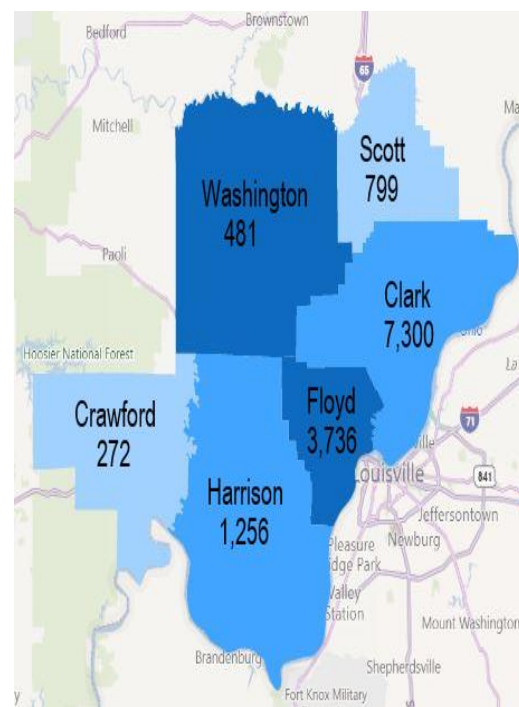 Bedford
Brownstown
65
Mitchell
Scott
799
Washington
481
Paoli
Clark
7,300
Hoosier National Forest
Crawford
272
Floyd
3,736
71
Louisville
841
Harrison
1,256
Jeffersontown
Newburg
Pleasure
Ridge Park
Valley
Station
Mount Washington
Brandenburg
Shepherdsville
Fort Knox Military